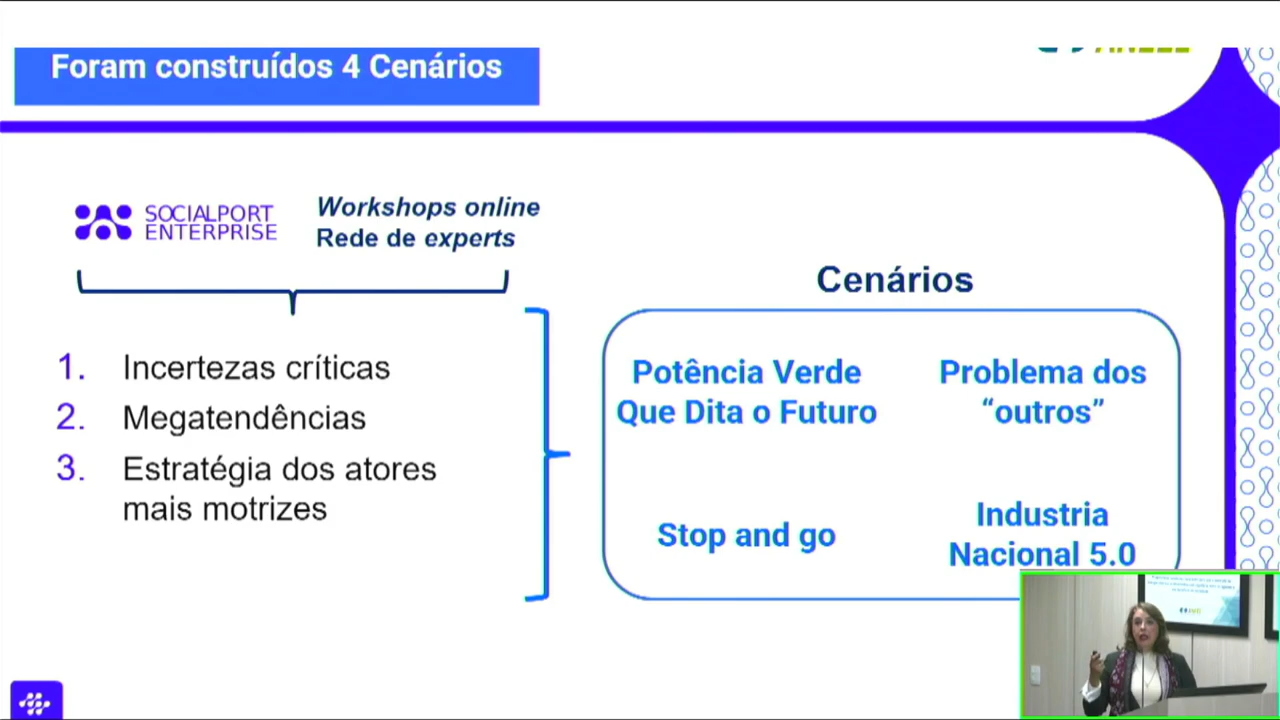 Foram construídos 4 Cenários
SOCIALPORT
ENTERPRISE
Workshops online
Rede de experts
1. Incertezas críticas
2. Megatendências
3. Estratégia dos atores
mais motrizes
Cenários
Potência Verde
Que Dita o Futuro
Problema dos
“outros”
Stop and go
Industria
Nacional 5.0